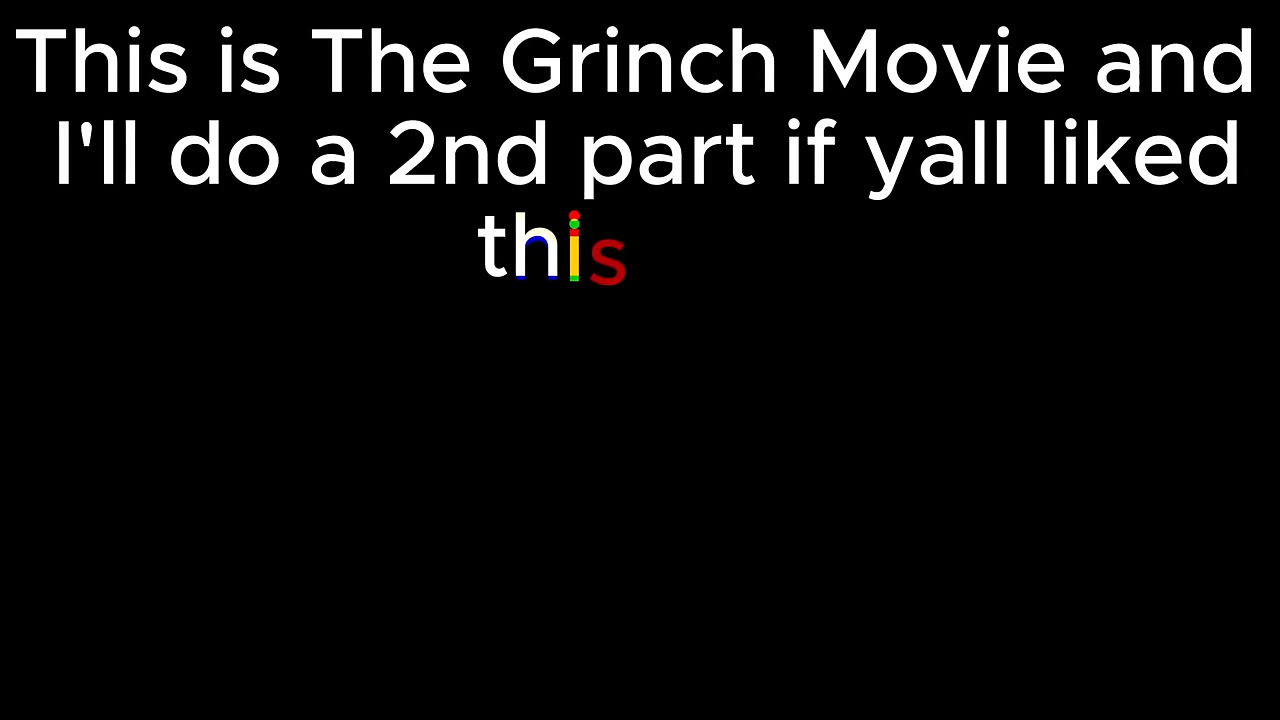 This is The Grinch Movie and
I'll do a 2nd part if yall liked
this